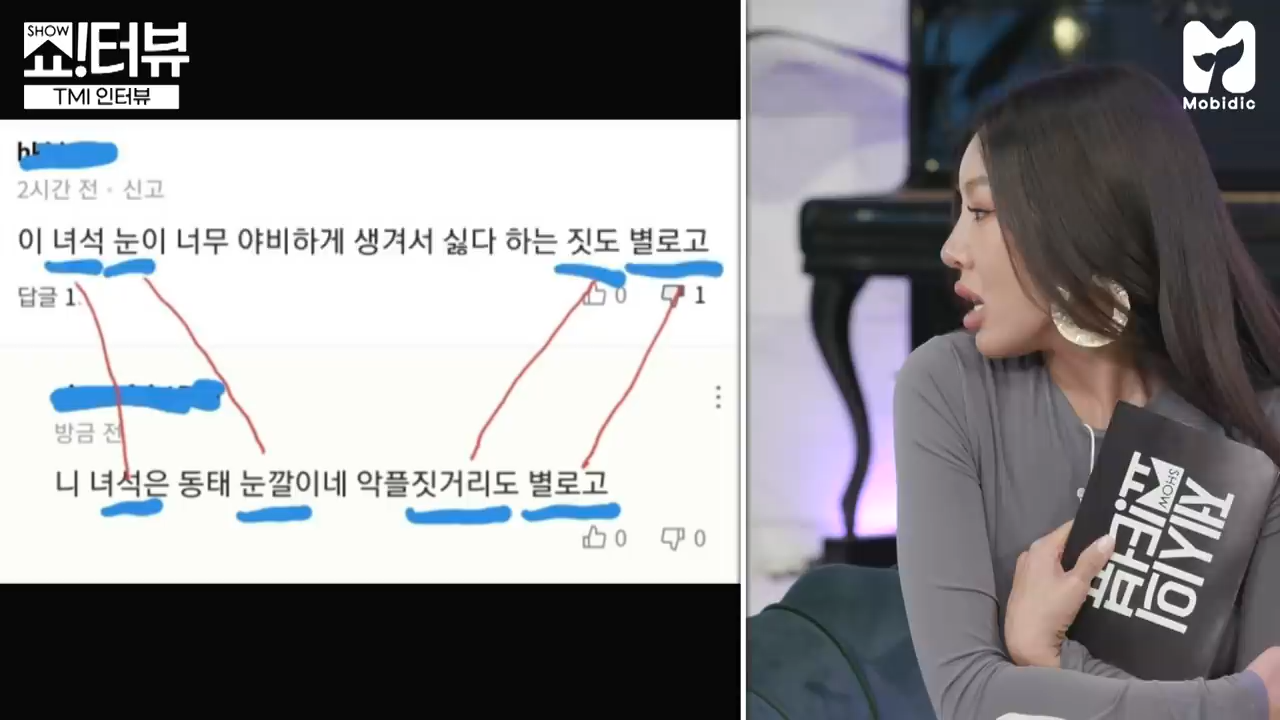 SHOW
쇼!터뷰
TMI 인터뷰
Mobidic
2시간 전 · 신고
이 녀석 눈이 너무 야비하게 생겨서 싫다 하는 짓도 별로고
답글 1
0
1
방금 전
니 녀석은 동태 눈깔이네 악플짓거리도 별로고
0
0
제시의
SHOW
쇼!터뷰